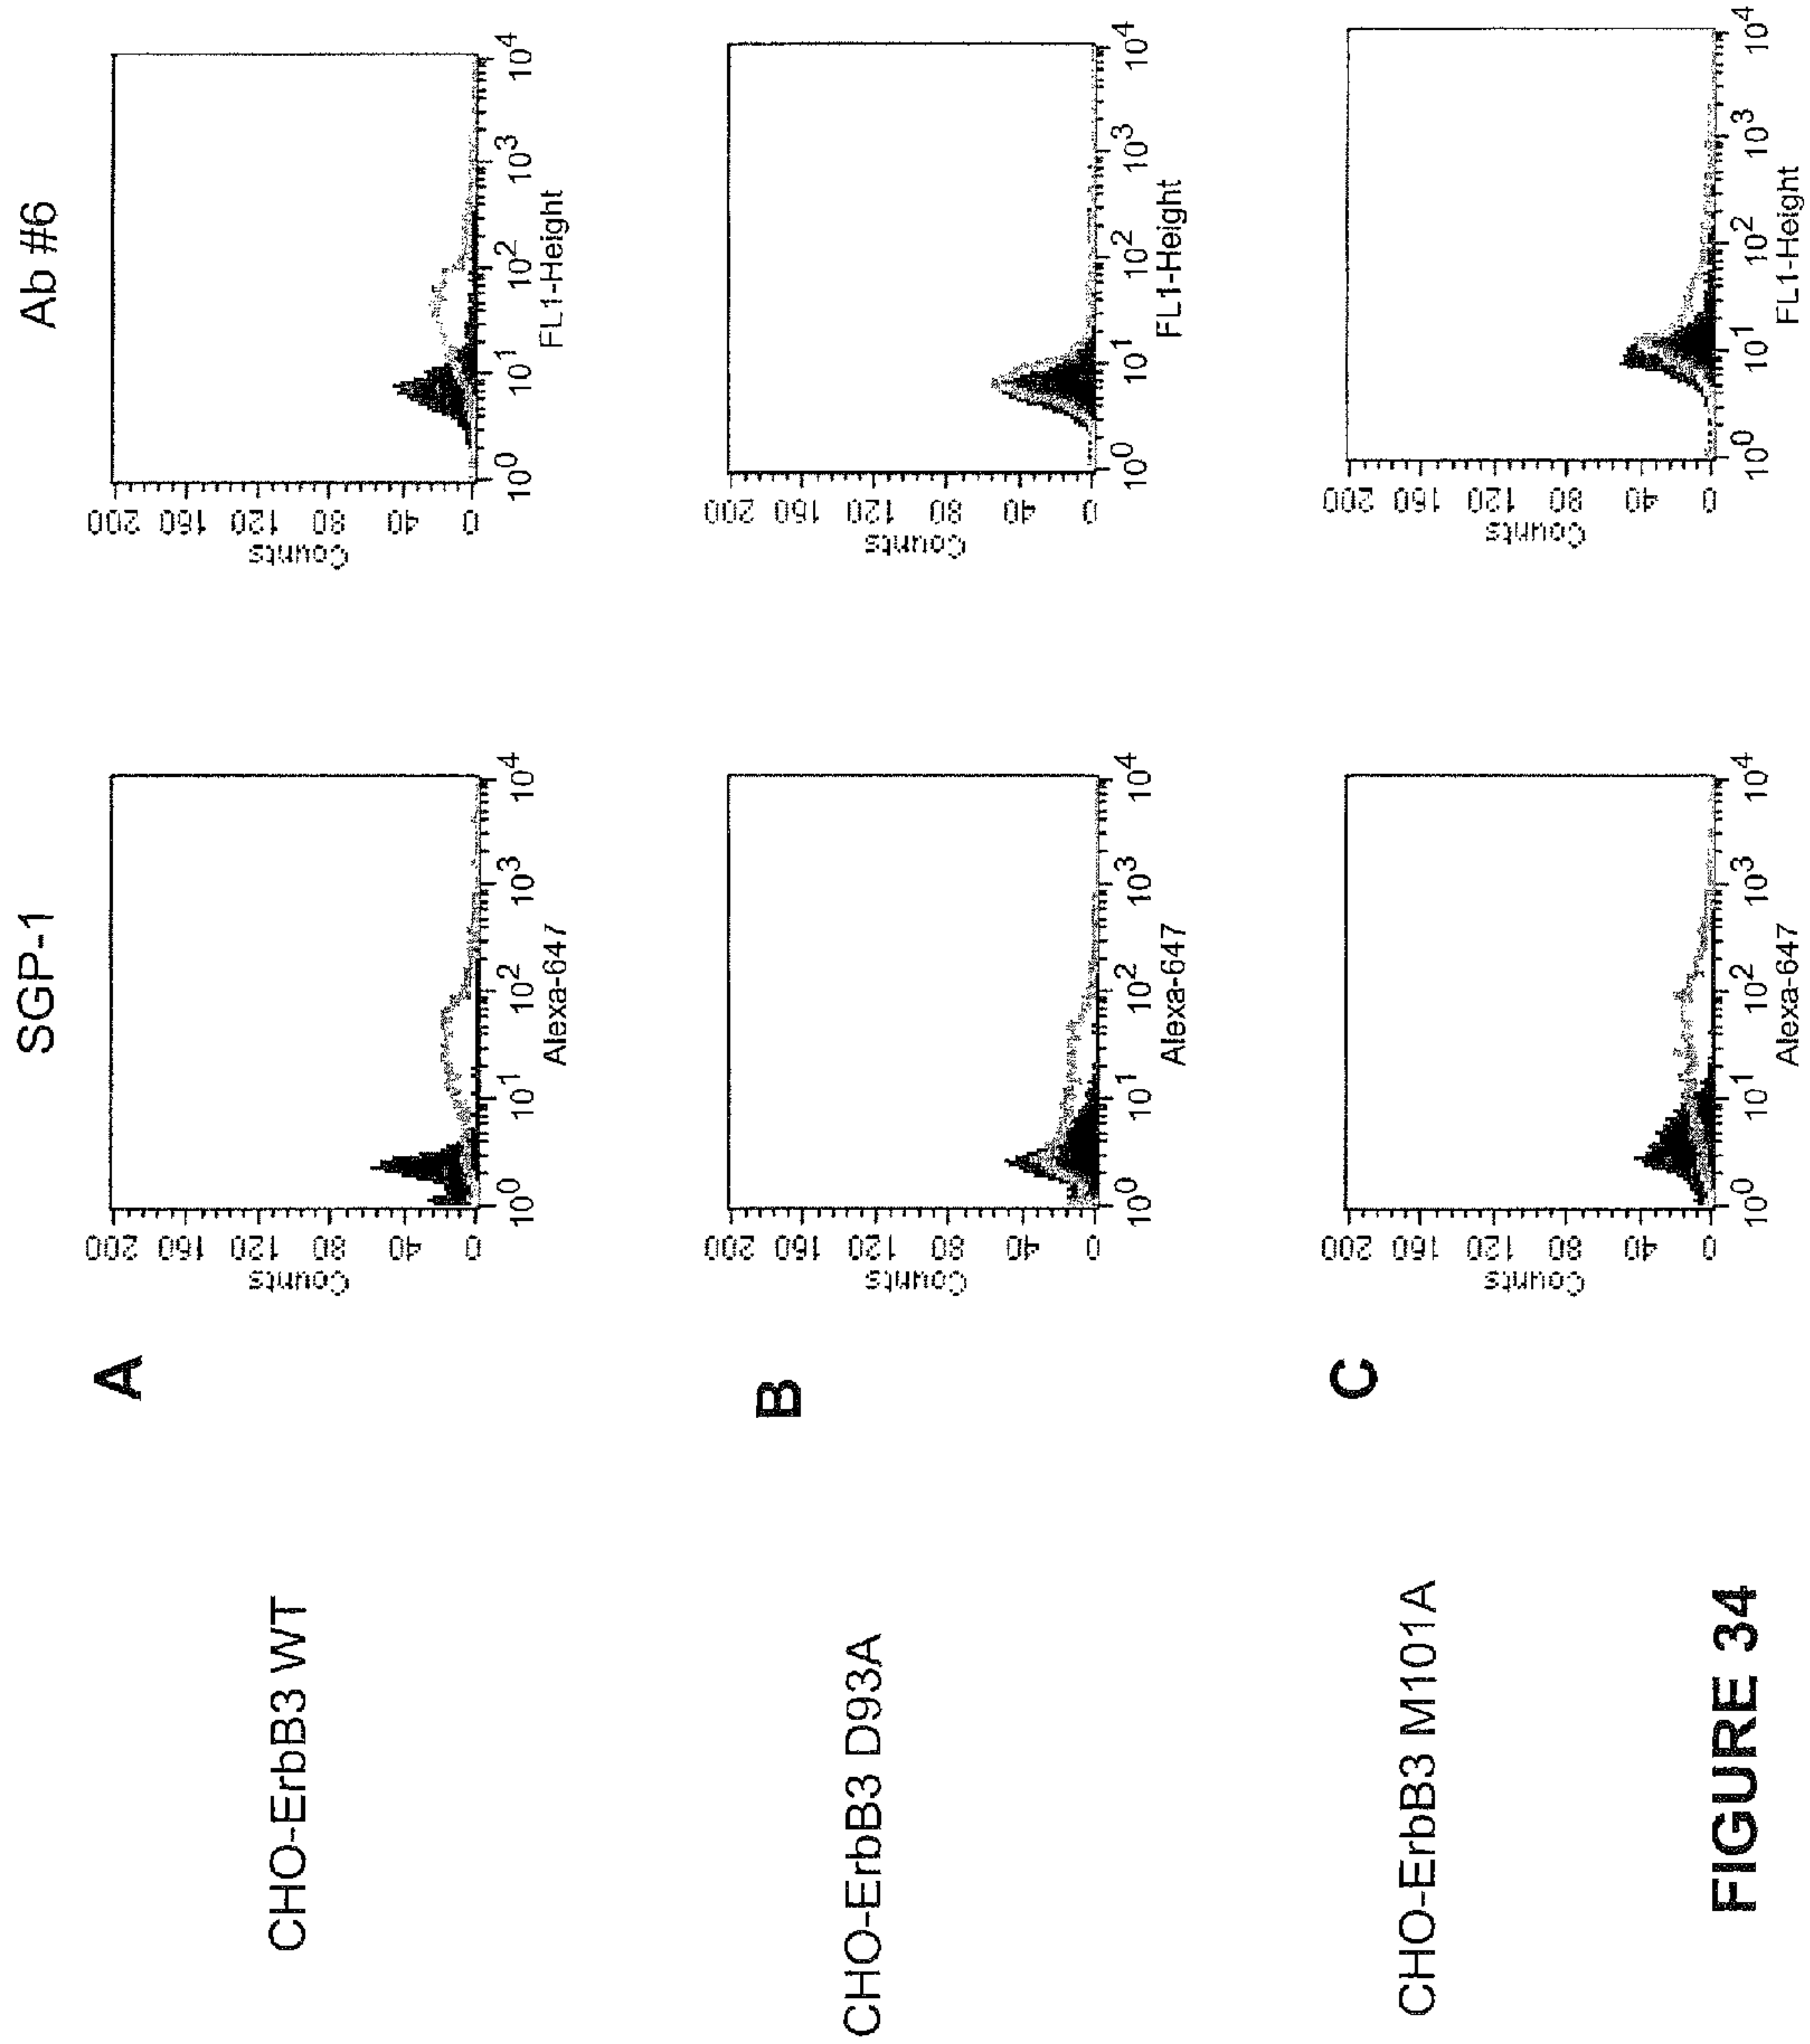 SGP-1 Ab #6
A
CHO-ErbB3 WT
Counts
200
160
120
80
40
0
10⁰ 10¹ 10² 10³ 10⁴
Alexa-647
Counts
200
160
120
80
40
0
10⁰ 10¹ 10² 10³ 10⁴
FL1-Height
B
CHO-ErbB3 D93A
Counts
200
160
120
80
40
0
10⁰ 10¹ 10² 10³ 10⁴
Alexa-647
Counts
200
160
120
80
40
0
10⁰ 10¹ 10² 10³ 10⁴
FL1-Height
C
CHO-ErbB3 M101A
Counts
200
160
120
80
40
0
10⁰ 10¹ 10² 10³ 10⁴
Alexa-647
Counts
200
160
120
80
40
0
10⁰ 10¹ 10² 10³ 10⁴
FL1-Height
FIGURE 34